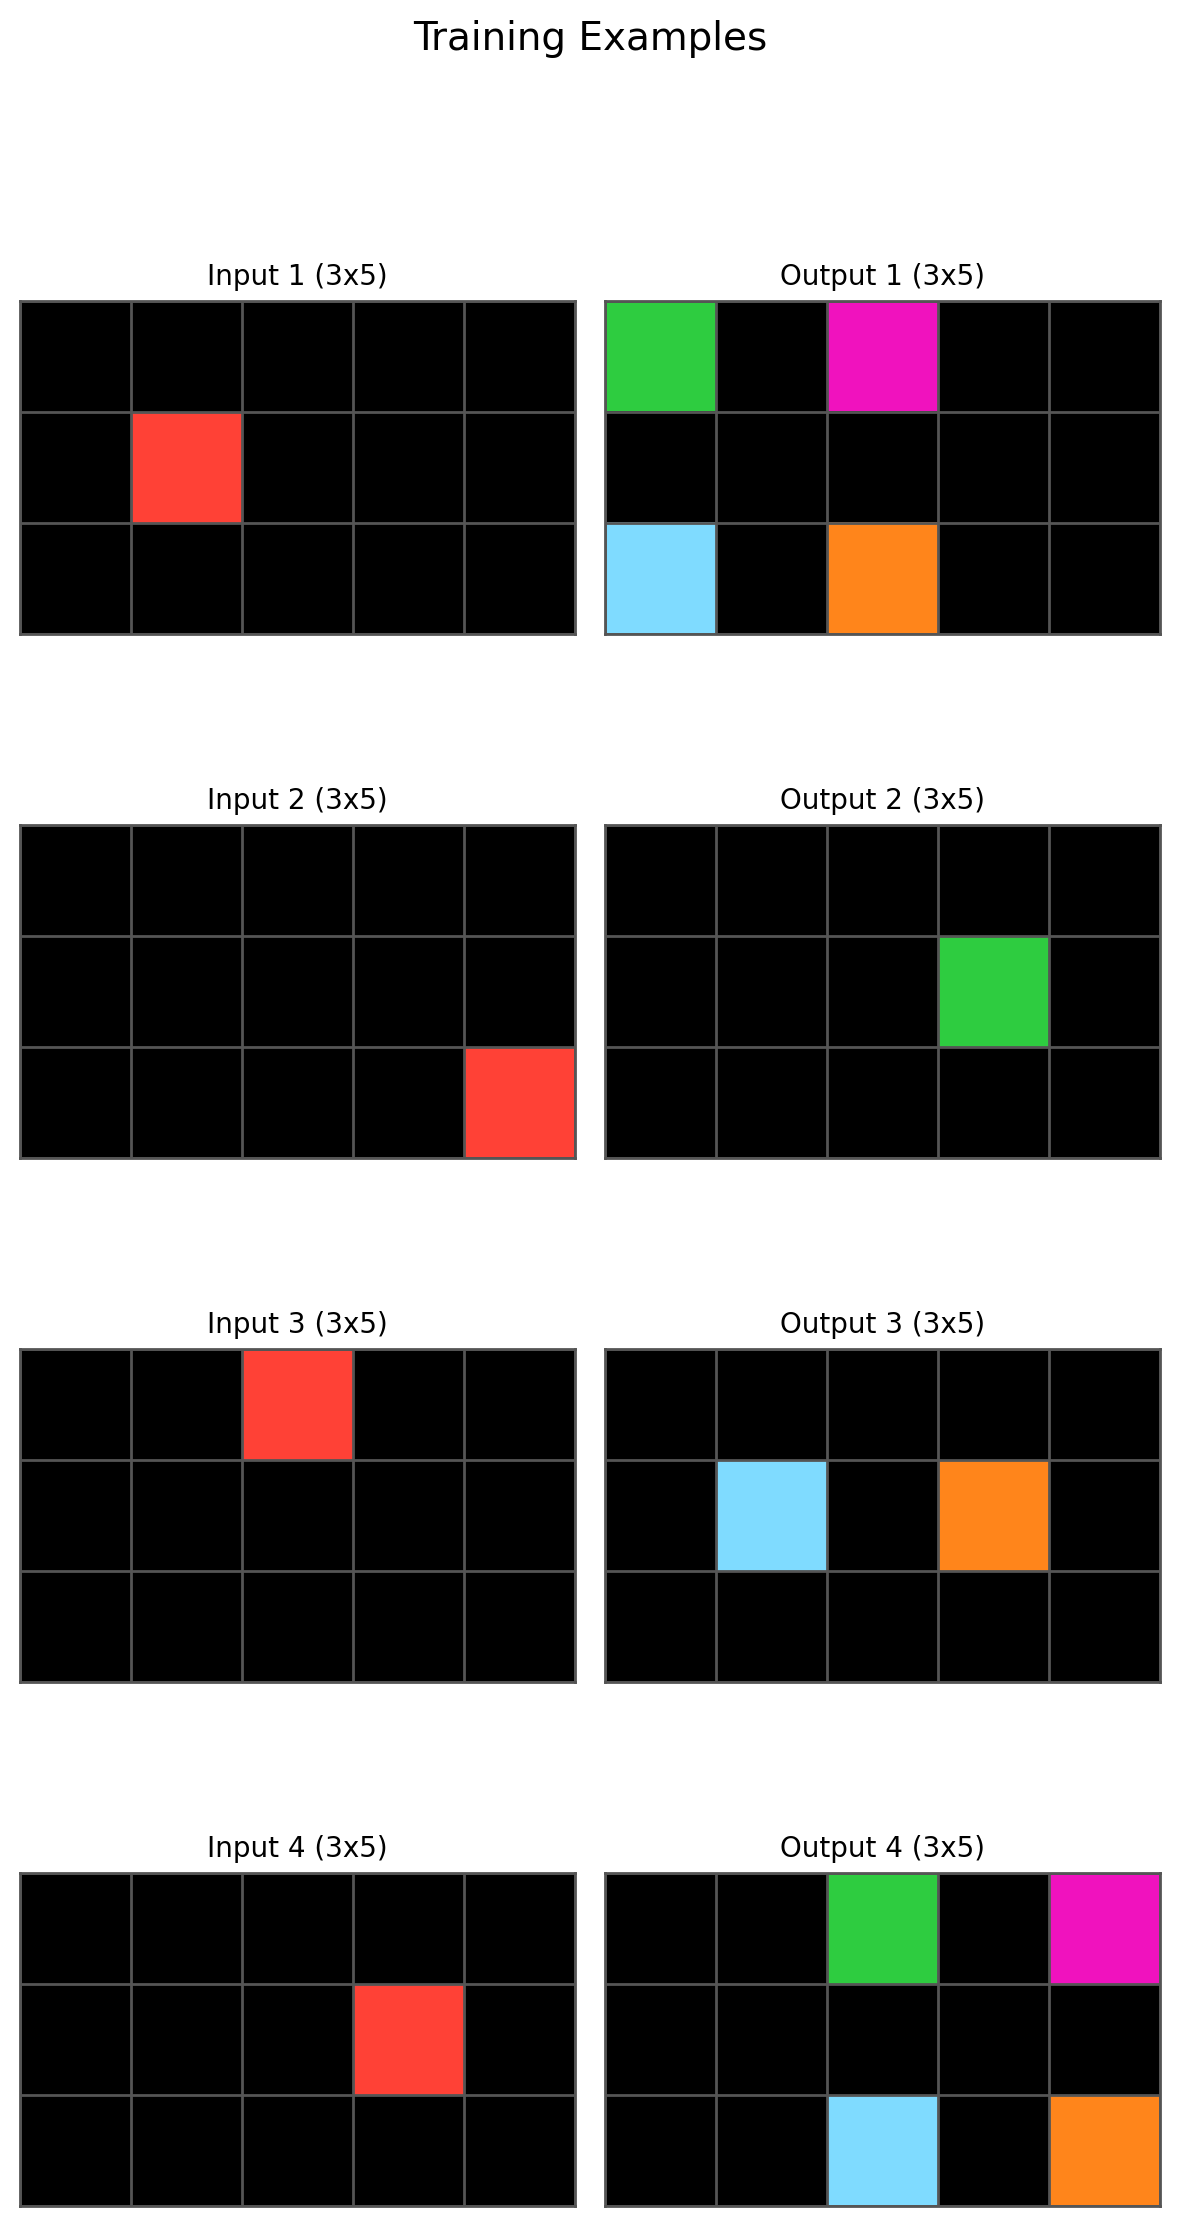 Training Examples
Input 1 (3x5)
Output 1 (3x5)
Input 2 (3x5)
Output 2 (3x5)
Input 3 (3x5)
Output 3 (3x5)
Input 4 (3x5)
Output 4 (3x5)